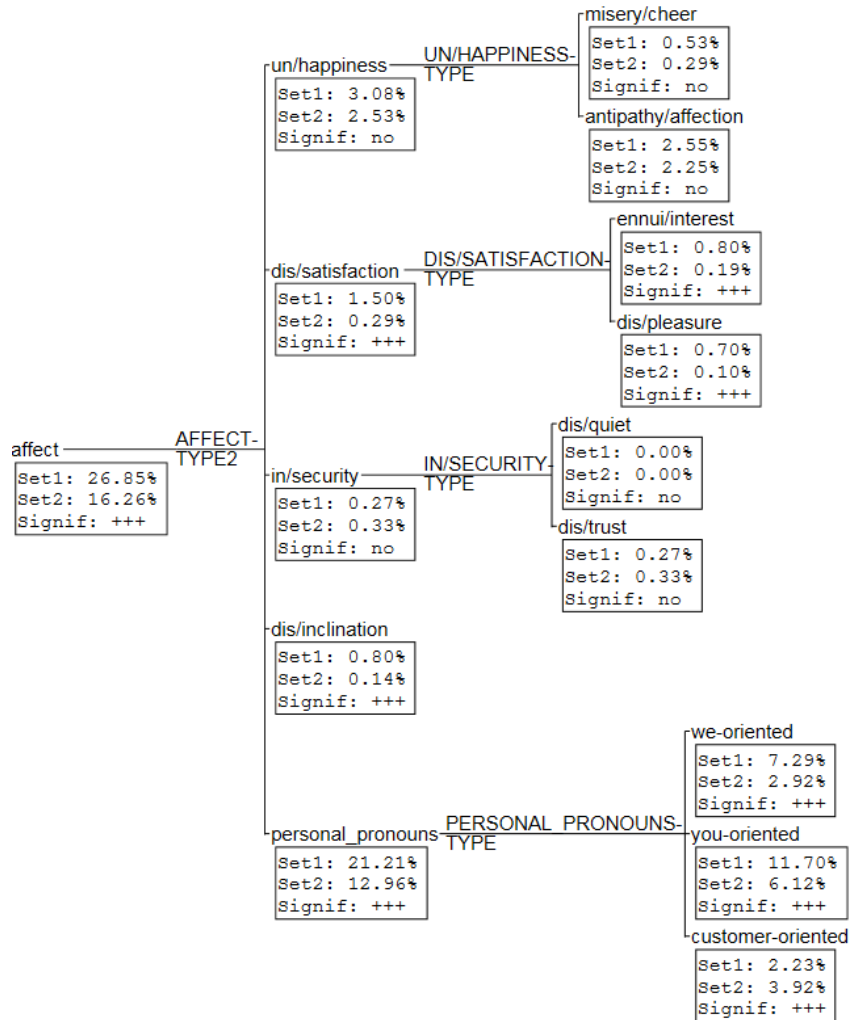 misery/cheer
Set1: 0.53%
Set2: 0.29%
Signif: no
un/happiness
UN/HAPPINESS-
TYPE
Set1: 3.08%
Set2: 2.53%
Signif: no
antipathy/affection
Set1: 2.55%
Set2: 2.25%
Signif: no
ennui/interest
Set1: 0.80%
Set2: 0.19%
Signif: +++
dis/satisfaction
DIS/SATISFACTION-
TYPE
Set1: 1.50%
Set2: 0.29%
Signif: +++
dis/pleasure
Set1: 0.70%
Set2: 0.10%
Signif: +++
affect
AFFECT-
TYPE2
Set1: 26.85%
Set2: 16.26%
Signif: +++
dis/quiet
Set1: 0.00%
Set2: 0.00%
Signif: no
in/security
IN/SECURITY-
TYPE
Set1: 0.27%
Set2: 0.33%
Signif: no
dis/trust
Set1: 0.27%
Set2: 0.33%
Signif: no
dis/inclination
Set1: 0.80%
Set2: 0.14%
Signif: +++
we-oriented
Set1: 7.29%
Set2: 2.92%
Signif: +++
personal_pronouns
PERSONAL_PRONOUNS-
TYPE
Set1: 21.21%
Set2: 12.96%
Signif: +++
you-oriented
Set1: 11.70%
Set2: 6.12%
Signif: +++
customer-oriented
Set1: 2.23%
Set2: 3.92%
Signif: +++